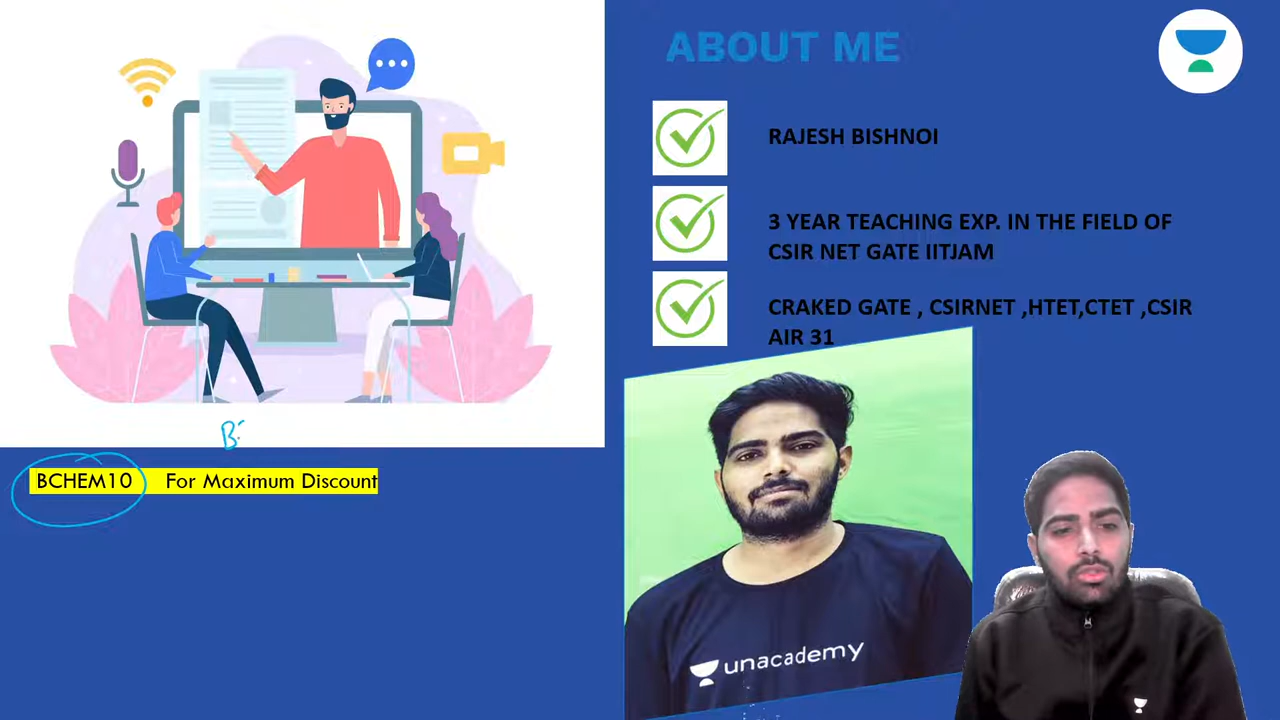 ABOUT ME
RAJESH BISHNOI
3 YEAR TEACHING EXP. IN THE FIELD OF
CSIR NET GATE IITJAM
CRAKED GATE , CSIRNET ,HTET,CTET ,CSIR
AIR 31
B
BCHEM10 For Maximum Discount
unacademy